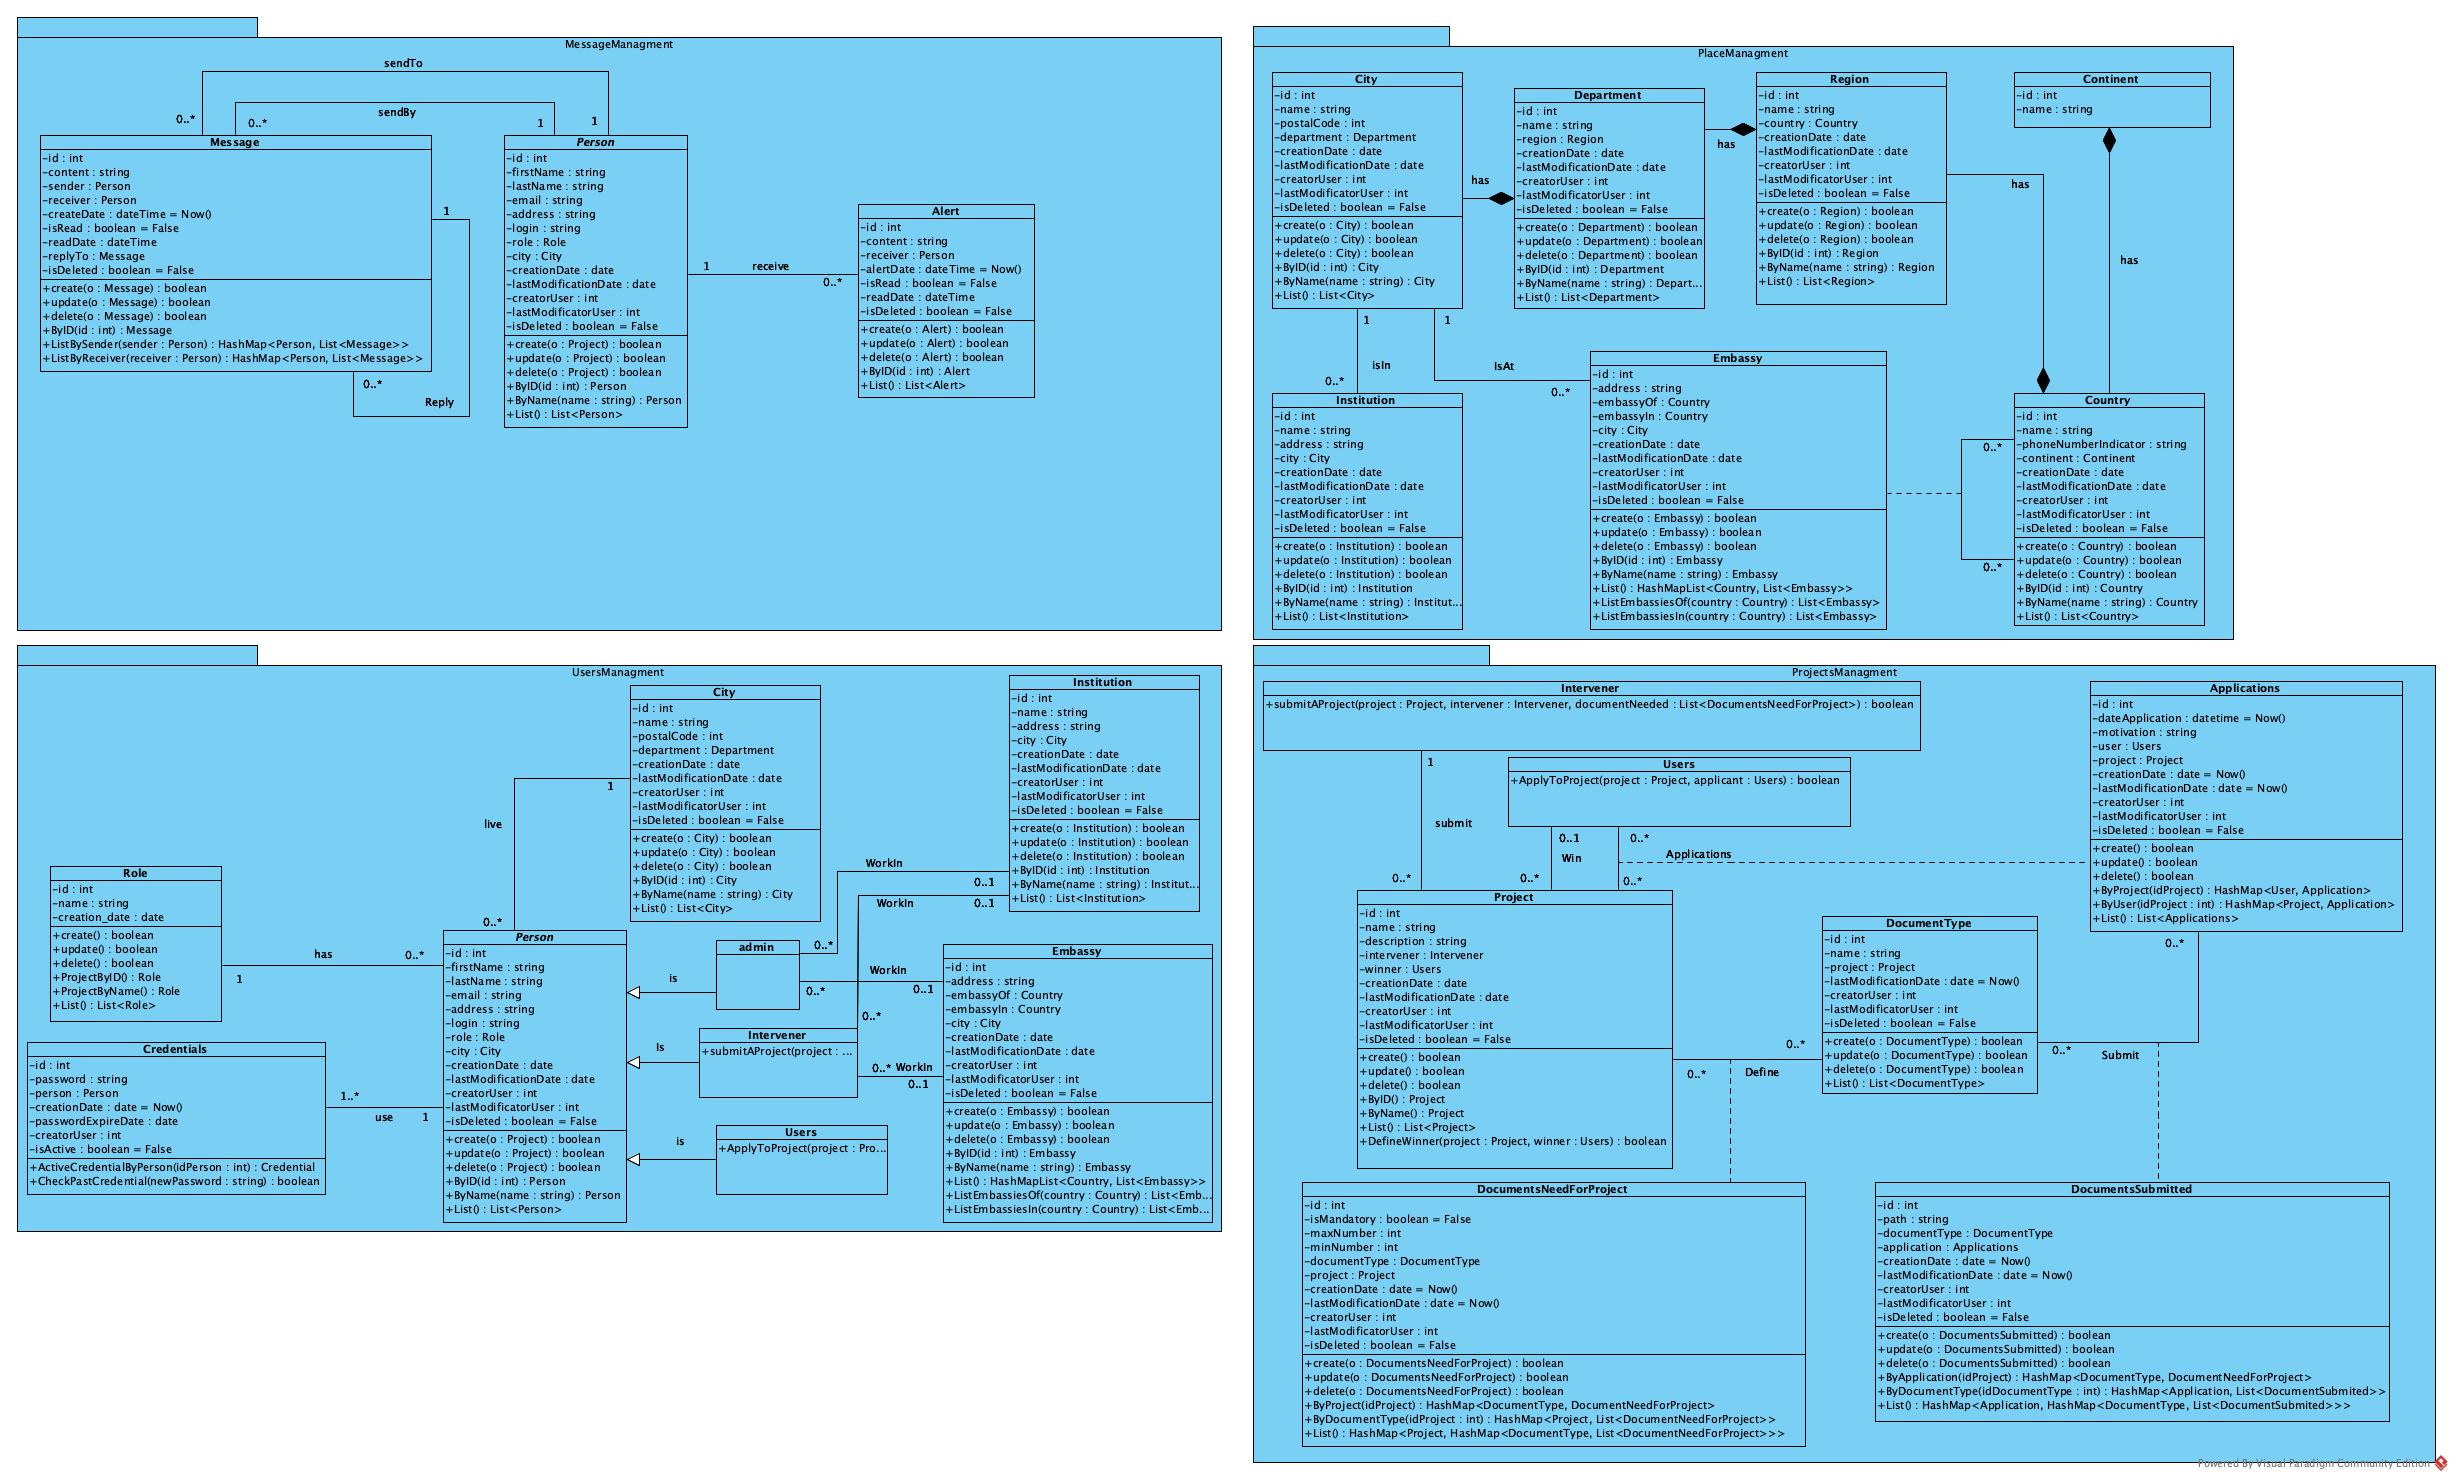 MessageManagment
sendTo
0..*
sendBy
0..*
1
1
Message
-id : int
-content : string
-sender : Person
-receiver : Person
-createDate : dateTime = Now()
-isRead : boolean = False
-readDate : dateTime
-replyTo : Message
-isDeleted : boolean = False
+create(o : Message) : boolean
+update(o : Message) : boolean
+delete(o : Message) : boolean
+ByID(id : int) : Message
+ListBySender(sender : Person) : HashMap<Person, List<Message>>
+ListByReceiver(receiver : Person) : HashMap<Person, List<Message>>
1
0..*
Reply
Person
-id : int
-firstName : string
-lastName : string
-email : string
-address : string
-login : string
-role : Role
-city : City
-creationDate : date
-lastModificationDate : date
-creatorUser : int
-lastModificatorUser : int
-isDeleted : boolean = False
+create(o : Project) : boolean
+update(o : Project) : boolean
+delete(o : Project) : boolean
+ByID(id : int) : Person
+ByName(name : string) : Person
+List() : List<Person>
1
receive
0..*
Alert
-id : int
-content : string
-receiver : Person
-alertDate : dateTime = Now()
-isRead : boolean = False
-readDate : dateTime
-isDeleted : boolean = False
+create(o : Alert) : boolean
+update(o : Alert) : boolean
+delete(o : Alert) : boolean
+ByID(id : int) : Alert
+List() : List<Alert>
PlaceManagment
City
-id : int
-name : string
-postalCode : int
-department : Department
-creationDate : date
-lastModificationDate : date
-creatorUser : int
-lastModificatorUser : int
-isDeleted : boolean = False
+create(o : City) : boolean
+update(o : City) : boolean
+delete(o : City) : boolean
+ByID(id : int) : City
+ByName(name : string) : City
+List() : List<City>
has
Department
-id : int
-name : string
-region : Region
-creationDate : date
-lastModificationDate : date
-creatorUser : int
-lastModificatorUser : int
-isDeleted : boolean = False
+create(o : Department) : boolean
+update(o : Department) : boolean
+delete(o : Department) : boolean
+ByID(id : int) : Department
+ByName(name : string) : Depart...
+List() : List<Department>
has
Region
-id : int
-name : string
-country : Country
-creationDate : date
-lastModificationDate : date
-creatorUser : int
-lastModificatorUser : int
-isDeleted : boolean = False
+create(o : Region) : boolean
+update(o : Region) : boolean
+delete(o : Region) : boolean
+ByID(id : int) : Region
+ByName(name : string) : Region
+List() : List<Region>
has
Continent
-id : int
-name : string
has
1
isIn
0..*
1
IsAt
0..*
Institution
-id : int
-name : string
-address : string
-city : City
-creationDate : date
-lastModificationDate : date
-creatorUser : int
-lastModificatorUser : int
-isDeleted : boolean = False
+create(o : Institution) : boolean
+update(o : Institution) : boolean
+delete(o : Institution) : boolean
+ByID(id : int) : Institution
+ByName(name : string) : Institut...
+List() : List<Institution>
Embassy
-id : int
-address : string
-embassyOf : Country
-embassyIn : Country
-city : City
-creationDate : date
-lastModificationDate : date
-creatorUser : int
-lastModificatorUser : int
-isDeleted : boolean = False
+create(o : Embassy) : boolean
+update(o : Embassy) : boolean
+delete(o : Embassy) : boolean
+ByID(id : int) : Embassy
+ByName(name : string) : Embassy
+List() : HashMapList<Country, List<Embassy>>
+ListEmbassiesOf(country : Country) : List<Embassy>
+ListEmbassiesIn(country : Country) : List<Embassy>
0..*
0..*
Country
-id : int
-name : string
-phoneNumberIndicator : string
-continent : Continent
-creationDate : date
-lastModificationDate : date
-creatorUser : int
-lastModificatorUser : int
-isDeleted : boolean = False
+create(o : Country) : boolean
+update(o : Country) : boolean
+delete(o : Country) : boolean
+ByID(id : int) : Country
+ByName(name : string) : Country
+List() : List<Country>
UsersManagment
City
-id : int
-name : string
-postalCode : int
-department : Department
-creationDate : date
-lastModificationDate : date
-creatorUser : int
-lastModificatorUser : int
-isDeleted : boolean = False
+create(o : City) : boolean
+update(o : City) : boolean
+delete(o : City) : boolean
+ByID(id : int) : City
+ByName(name : string) : City
+List() : List<City>
1
live
0..*
Institution
-id : int
-name : string
-address : string
-city : City
-creationDate : date
-lastModificationDate : date
-creatorUser : int
-lastModificatorUser : int
-isDeleted : boolean = False
+create(o : Institution) : boolean
+update(o : Institution) : boolean
+delete(o : Institution) : boolean
+ByID(id : int) : Institution
+ByName(name : string) : Institut...
+List() : List<Institution>
WorkIn
0..1
WorkIn
0..1
Role
-id : int
-name : string
-creation_date : date
+create() : boolean
+update() : boolean
+delete() : boolean
+ProjectByID() : Role
+ProjectByName() : Role
+List() : List<Role>
has
0..*
1
Person
-id : int
-firstName : string
-lastName : string
-email : string
-address : string
-login : string
-role : Role
-city : City
-creationDate : date
-lastModificationDate : date
-creatorUser : int
-lastModificatorUser : int
-isDeleted : boolean = False
+create(o : Project) : boolean
+update(o : Project) : boolean
+delete(o : Project) : boolean
+ByID(id : int) : Person
+ByName(name : string) : Person
+List() : List<Person>
is
admin
0..*
WorkIn
0..*
0..1
0..*
Is
Intervener
+submitAProject(project : ...
0..*
WorkIn
0..1
is
Users
+ApplyToProject(project : Pro...
Embassy
-id : int
-address : string
-embassyOf : Country
-embassyIn : Country
-city : City
-creationDate : date
-lastModificationDate : date
-creatorUser : int
-lastModificatorUser : int
-isDeleted : boolean = False
+create(o : Embassy) : boolean
+update(o : Embassy) : boolean
+delete(o : Embassy) : boolean
+ByID(id : int) : Embassy
+ByName(name : string) : Embassy
+List() : HashMapList<Country, List<Embassy>>
+ListEmbassiesOf(country : Country) : List<Emb...
+ListEmbassiesIn(country : Country) : List<Emb...
Credentials
-id : int
-password : string
-person : Person
-creationDate : date = Now()
-passwordExpireDate : date
-creatorUser : int
-isActive : boolean = False
+ActiveCredentialByPerson(idPerson : int) : Credential
+CheckPastCredential(newPassword : string) : boolean
1..*
use
1
ProjectsManagment
Intervener
+submitAProject(project : Project, intervener : Intervener, documentNeeded : List<DocumentsNeedForProject>) : boolean
1
submit
0..*
Users
+ApplyToProject(project : Project, applicant : Users) : boolean
0..1
Win
0..*
0..*
Applications
0..*
Applications
-id : int
-dateApplication : datetime = Now()
-motivation : string
-user : Users
-project : Project
-creationDate : date = Now()
-lastModificationDate : date = Now()
-creatorUser : int
-lastModificatorUser : int
-isDeleted : boolean = False
+create() : boolean
+update() : boolean
+delete() : boolean
+ByProject(idProject) : HashMap<User, Application>
+ByUser(idProject : int) : HashMap<Project, Application>
+List() : List<Applications>
0..*
Project
-id : int
-name : string
-description : string
-intervener : Intervener
-winner : Users
-creationDate : date
-lastModificationDate : date
-creatorUser : int
-lastModificatorUser : int
-isDeleted : boolean = False
+create() : boolean
+update() : boolean
+delete() : boolean
+ByID() : Project
+ByName() : Project
+List() : List<Project>
+DefineWinner(project : Project, winner : Users) : boolean
0..*
Define
0..*
DocumentType
-id : int
-name : string
-project : Project
-lastModificationDate : date = Now()
-creatorUser : int
-lastModificatorUser : int
-isDeleted : boolean = False
+create(o : DocumentType) : boolean
+update(o : DocumentType) : boolean
+delete(o : DocumentType) : boolean
+List() : List<DocumentType>
0..*
Submit
DocumentsNeedForProject
-id : int
-isMandatory : boolean = False
-maxNumber : int
-minNumber : int
-documentType : DocumentType
-project : Project
-creationDate : date = Now()
-lastModificationDate : date = Now()
-creatorUser : int
-lastModificatorUser : int
-isDeleted : boolean = False
+create(o : DocumentsNeedForProject) : boolean
+update(o : DocumentsNeedForProject) : boolean
+delete(o : DocumentsNeedForProject) : boolean
+ByProject(idProject) : HashMap<DocumentType, DocumentNeedForProject>
+ByDocumentType(idProject : int) : HashMap<Project, List<DocumentNeedForProject>>
+List() : HashMap<Project, HashMap<DocumentType, List<DocumentNeedForProject>>>
DocumentsSubmitted
-id : int
-path : string
-documentType : DocumentType
-application : Applications
-creationDate : date = Now()
-lastModificationDate : date = Now()
-creatorUser : int
-lastModificatorUser : int
-isDeleted : boolean = False
+create(o : DocumentsSubmitted) : boolean
+update(o : DocumentsSubmitted) : boolean
+delete(o : DocumentsSubmitted) : boolean
+ByApplication(idProject) : HashMap<DocumentType, DocumentNeedForProject>
+ByDocumentType(idDocumentType : int) : HashMap<Application, List<DocumentSubmited>>
+List() : HashMap<Application, HashMap<DocumentType, List<DocumentSubmited>>>
Powered By Visual Paradigm Community Edition